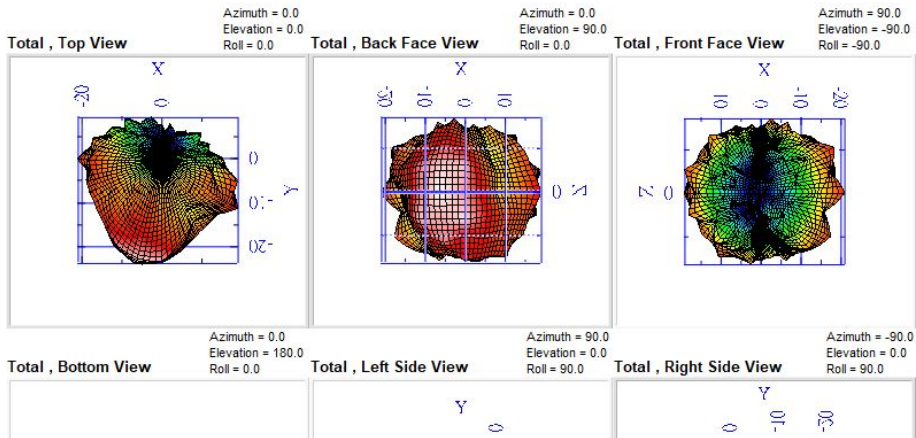 Azimuth = 0.0
Elevation = 0.0
Total , Top View Roll = 0.0
Azimuth = 0.0
Elevation = 90.0
Total , Back Face View Roll = 0.0
Azimuth = 90.0
Elevation = -90.0
Total , Front Face View Roll = -90.0
X
-20 0
0
Y
-10
-20
X
-10 0 10
0 Z
X
10 0 -10 -20
Z 0
Azimuth = 0.0
Elevation = 180.0
Total , Bottom View Roll = 0.0
Azimuth = 90.0
Elevation = 0.0
Total , Left Side View Roll = 90.0
Azimuth = -90.0
Elevation = 0.0
Total , Right Side View Roll = 90.0
Y
0
Y
0 -10